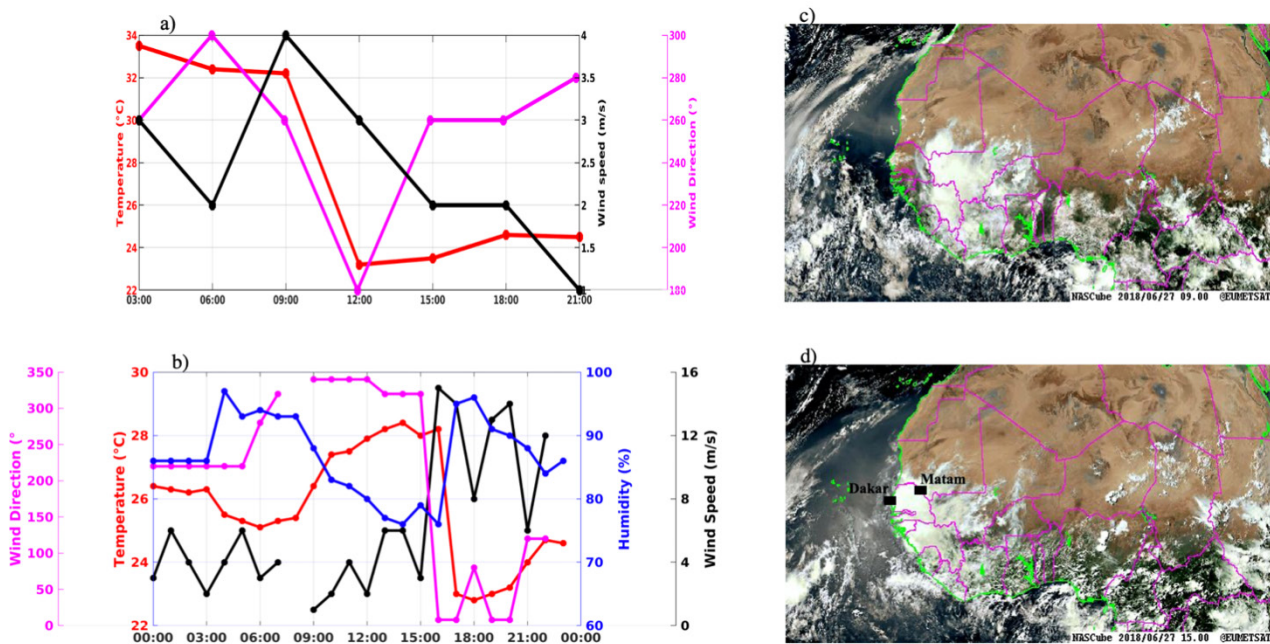 a)
34
32
30
28
26
24
22
Temperature (°C)
03:00 06:00 09:00 12:00 15:00 18:00 21:00
4
3.5
3
2.5
2
1.5
1
Wind speed (m/s)
300
280
260
240
220
200
180
Wind Direction (°)
c)
NASCube 2018/06/27 09.00 @EUMETSAT
b)
350
300
250
200
150
100
50
0
Wind Direction (°
30
28
26
24
22
Temperature (°C)
00:00 03:00 06:00 09:00 12:00 15:00 18:00 21:00 00:00
100
90
80
70
60
Humidity (%)
16
12
8
4
0
Wind Speed (m/s)
d)
Dakar
Matam
NASCube 2018/06/27 15.00 @EUMETSAT